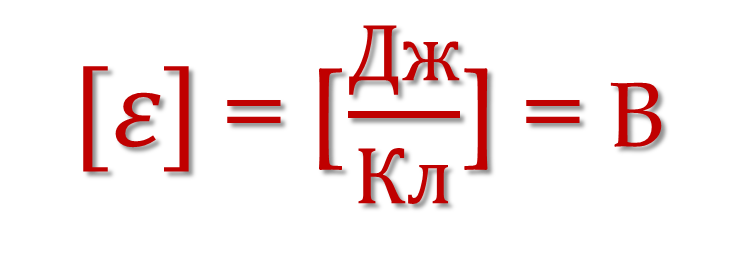 [ε] = [Дж/Кл] = В